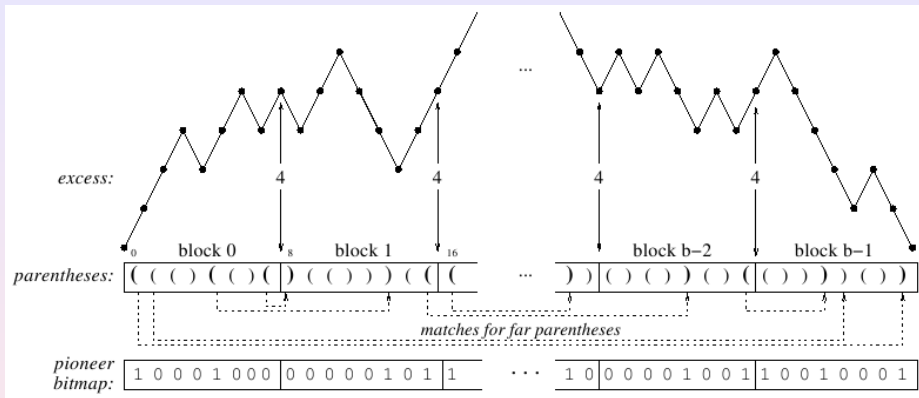 ...
excess: 4 4 4 4
0 block 0 8 block 1 16 block b−2 block b−1
parentheses: ( ( ( ) ( ( ) ( ) ( ( ) ) ) ( ( ( ... ) ) ( ) ( ) ) ( ) ( ( ) ) ) ) ( ) )
matches for far parentheses
pioneer
bitmap: 1 0 0 0 1 0 0 0 0 0 0 0 0 1 0 1 1 ... 1 0 0 0 0 0 1 0 0 1 1 0 0 1 0 0 0 1